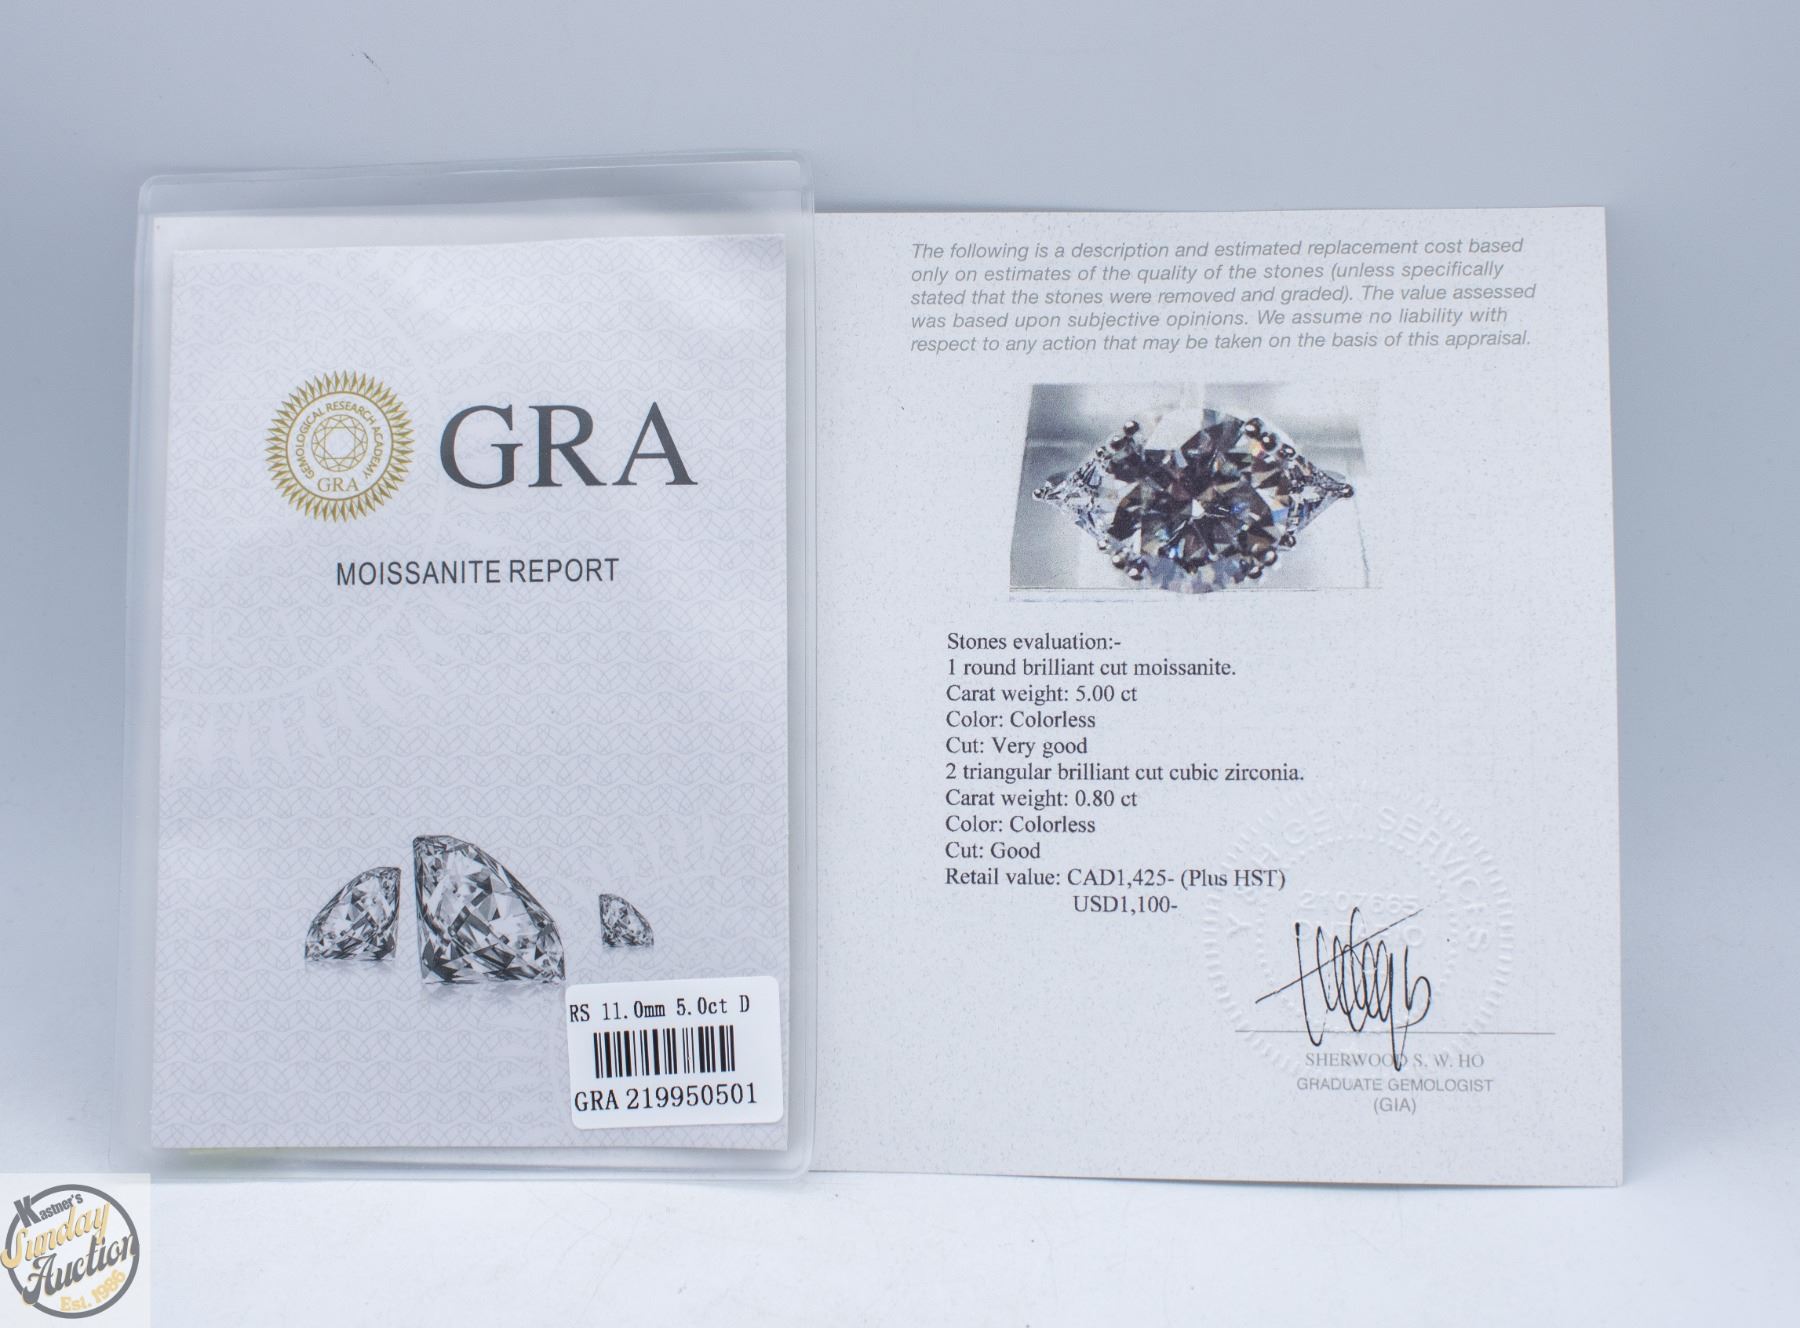 GEMOLOGICAL RESEARCH ACADEMY
GRA
GRA
MOISSANITE REPORT
RS 11.0mm 5.0ct D
GRA 219950501
The following is a description and estimated replacement cost based
only on estimates of the quality of the stones (unless specifically
stated that the stones were removed and graded). The value assessed
was based upon subjective opinions. We assume no liability with
respect to any action that may be taken on the basis of this appraisal.
Stones evaluation:-
1 round brilliant cut moissanite.
Carat weight: 5.00 ct
Color: Colorless
Cut: Very good
2 triangular brilliant cut cubic zirconia.
Carat weight: 0.80 ct
Color: Colorless
Cut: Good
Retail value: CAD1,425- (Plus HST)
USD1,100-
SERVICES
2107665
SHERWOOD S. W. HO
GRADUATE GEMOLOGIST
(GIA)
Kastner's
Sunday
Auction
Est. 1986